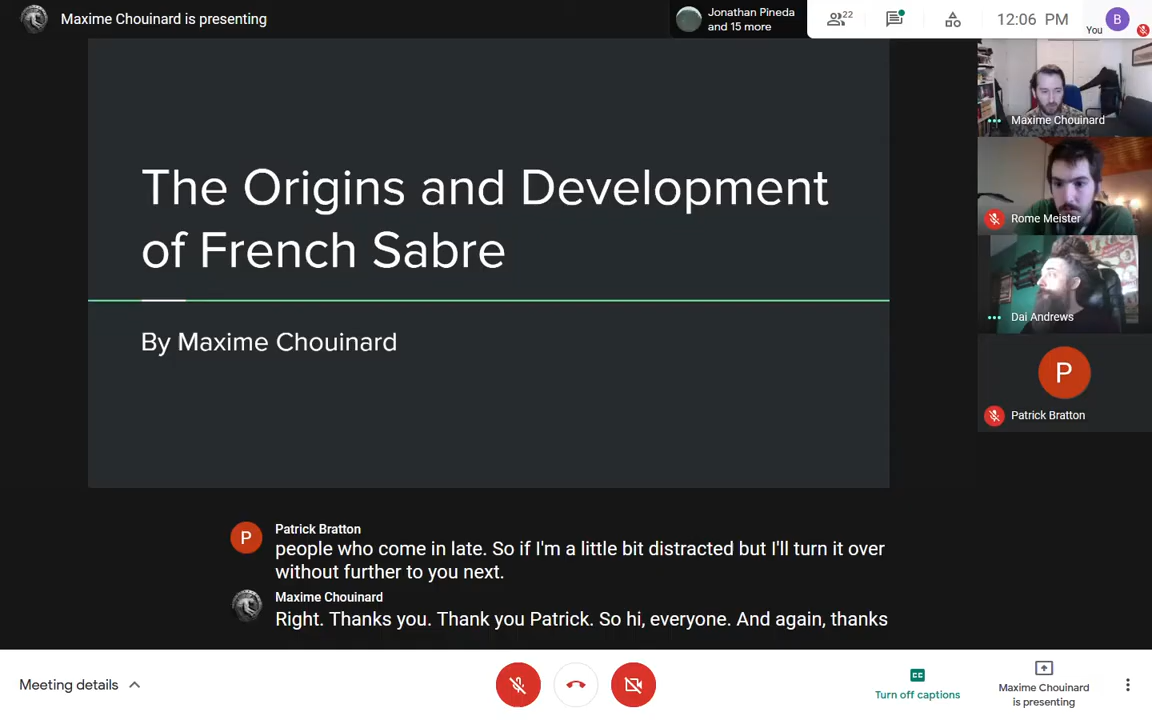 Maxime Chouinard is presenting
Jonathan Pineda
and 15 more
22
12:06 PM
You
B
Maxime Chouinard
Rome Meister
Dai Andrews
P
Patrick Bratton
The Origins and Development
of French Sabre
By Maxime Chouinard
P
Patrick Bratton
people who come in late. So if I'm a little bit distracted but I'll turn it over
without further to you next.
Maxime Chouinard
Right. Thanks you. Thank you Patrick. So hi, everyone. And again, thanks
Meeting details
CC
Turn off captions
Maxime Chouinard
is presenting